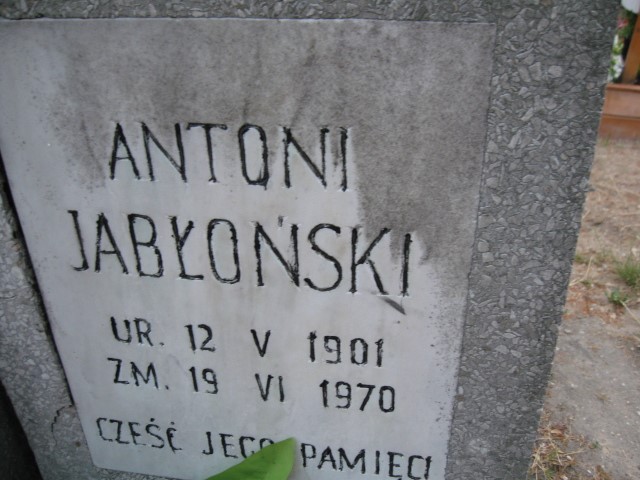 ANTONI
JABŁOŃSKI
UR. 12 V 1901
ZM. 19 VI 1970
CZEŚĆ JEGO PAMIĘCI